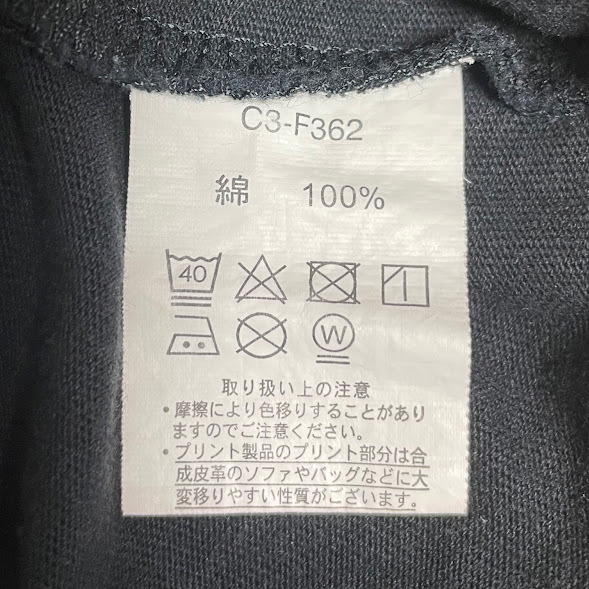 C3-F362
綿 100%
40
W
取り扱い上の注意
・摩擦により色移りすることがあり
ますのでご注意ください。
・プリント製品のプリント部分は合
成皮革のソファやバッグなどに大
変移りやすい性質がございます。